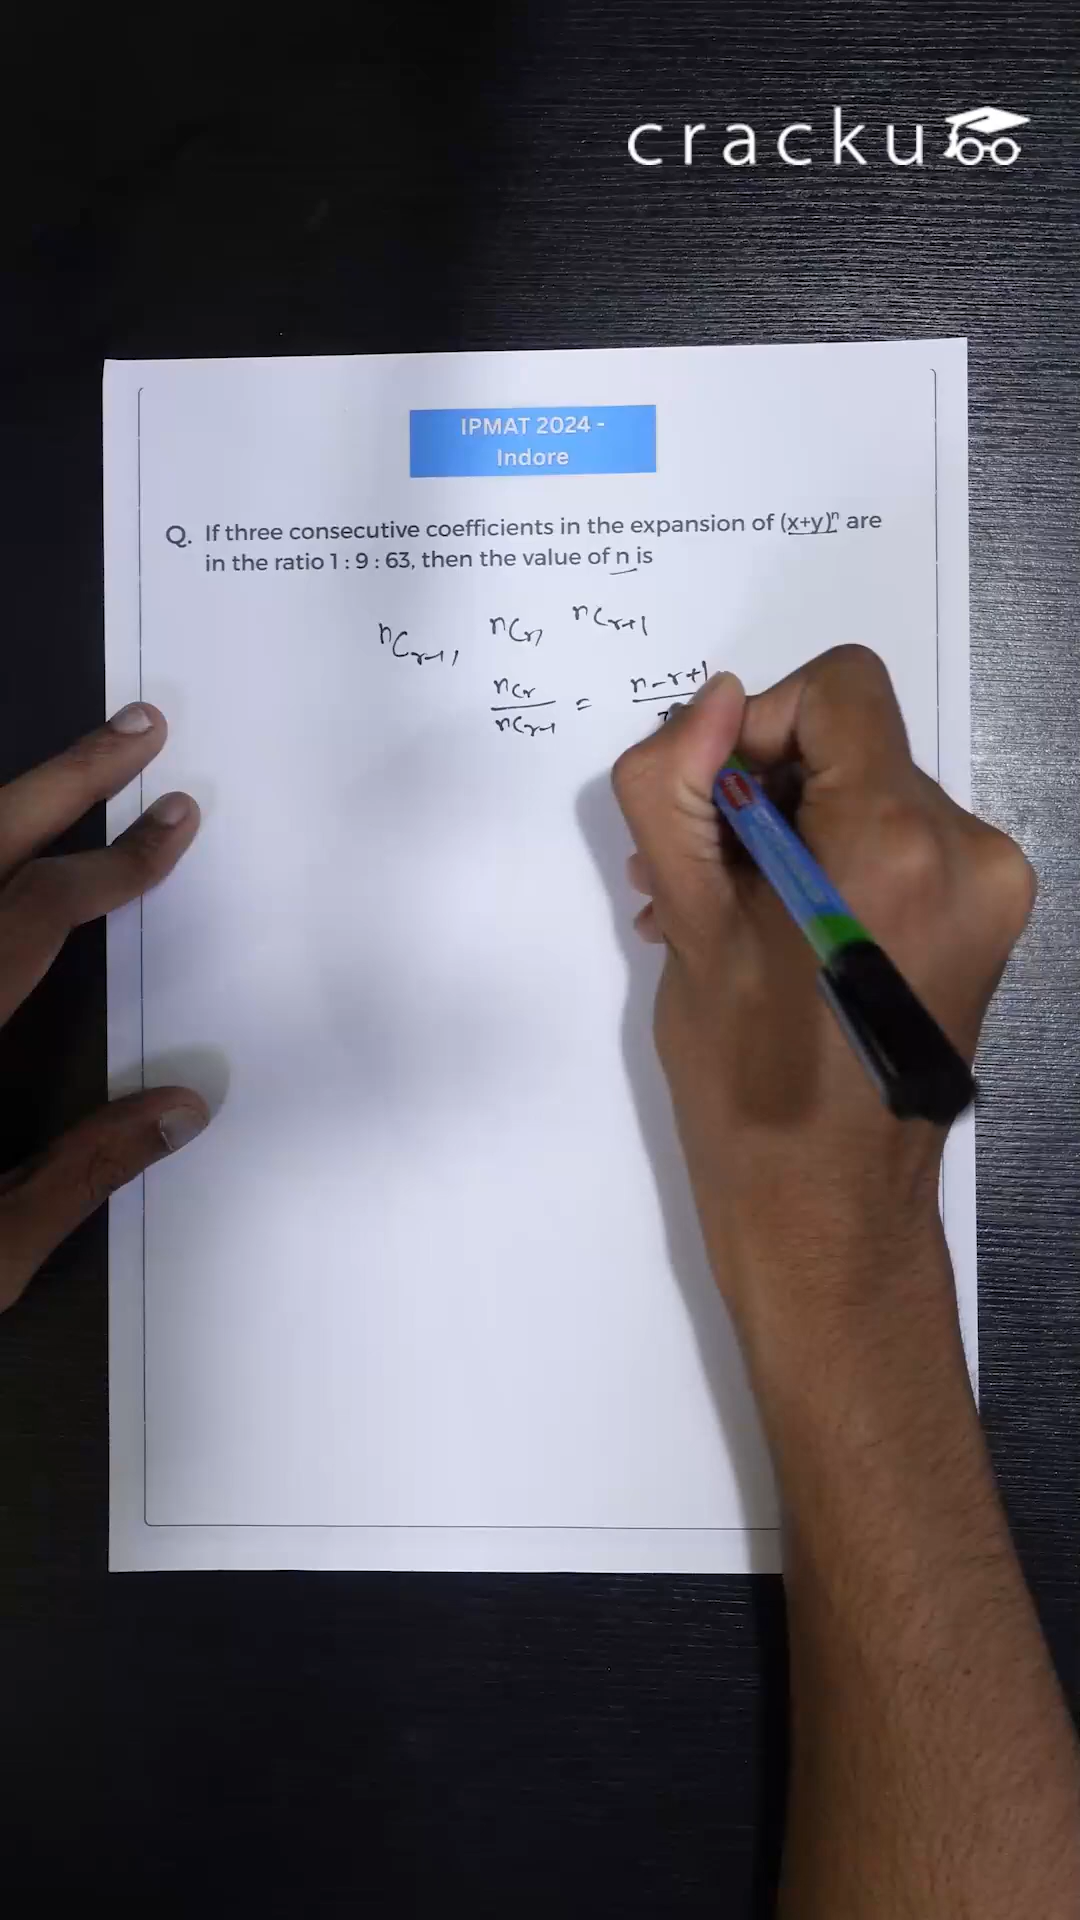 cracku
IPMAT 2024 -
Indore
Q. If three consecutive coefficients in the expansion of (x+y)ⁿ are
in the ratio 1 : 9 : 63, then the value of n is
nCr-1, nCr, nCr+1
nCr / nCr-1 = n-r+1